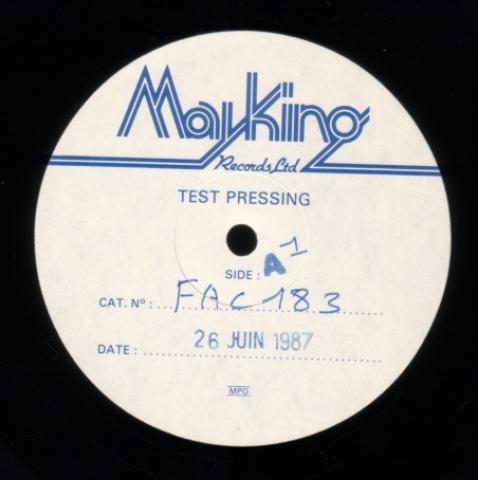 MayKing
Records Ltd
TEST PRESSING
SIDE : A1
CAT. Nº : FAC 183
DATE : 26 JUIN 1987
MPO